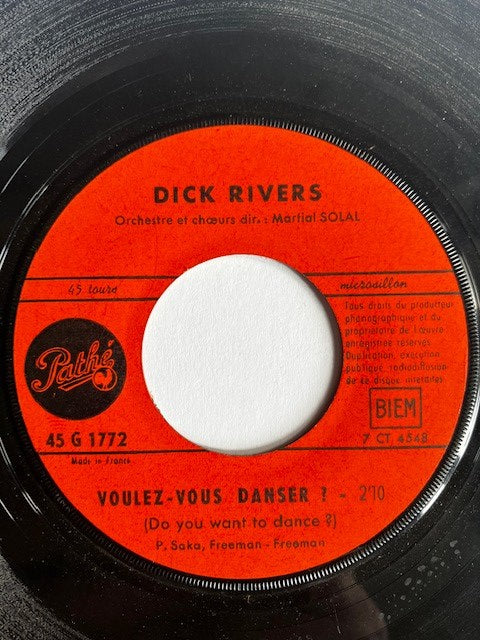 DICK RIVERS
Orchestre et chœurs dir. : Martial SOLAL
45 tours
microsillon
Tous droits du producteur
phonographique et du
propriétaire de l'œuvre
enregistrée réservés
Duplication, exécution
publique, radiodiffusion
de ce disque interdites
Pathé
BIEM
45 G 1772
7 CT 4548
Made in France
VOULEZ-VOUS DANSER ? - 2'10
(Do you want to dance ?)
P. Saka, Freeman - Freeman